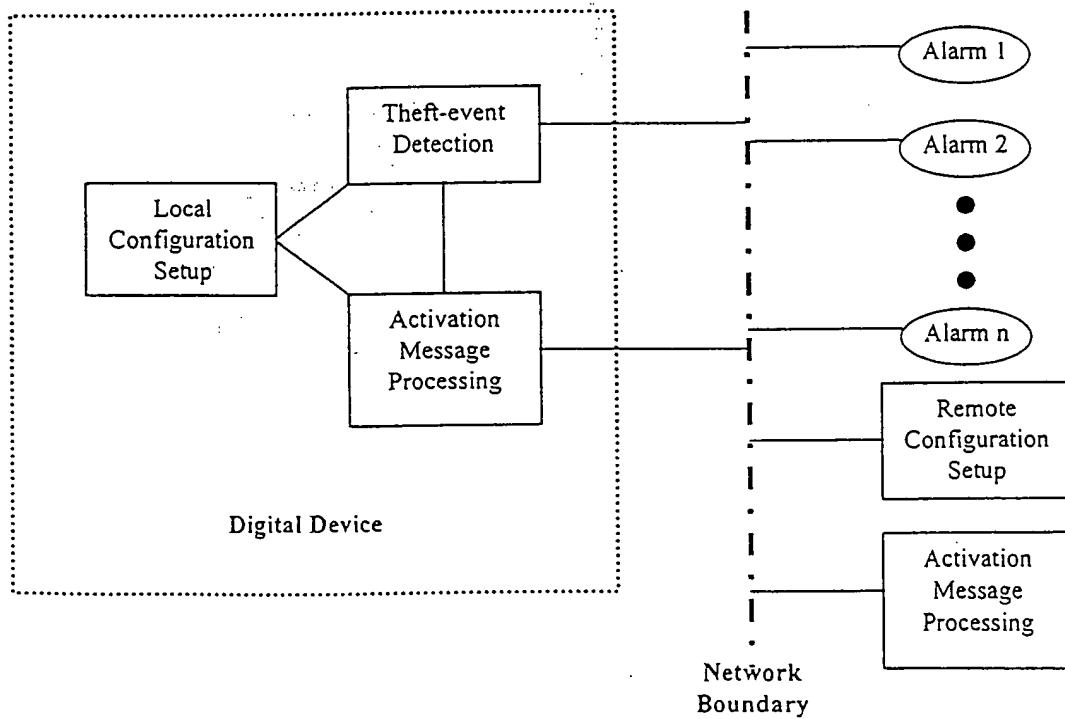 Theft-event
Detection
Local
Configuration
Setup
Activation
Message
Processing
Digital Device
Alarm 1
Alarm 2
Alarm n
Remote
Configuration
Setup
Activation
Message
Processing
Network
Boundary